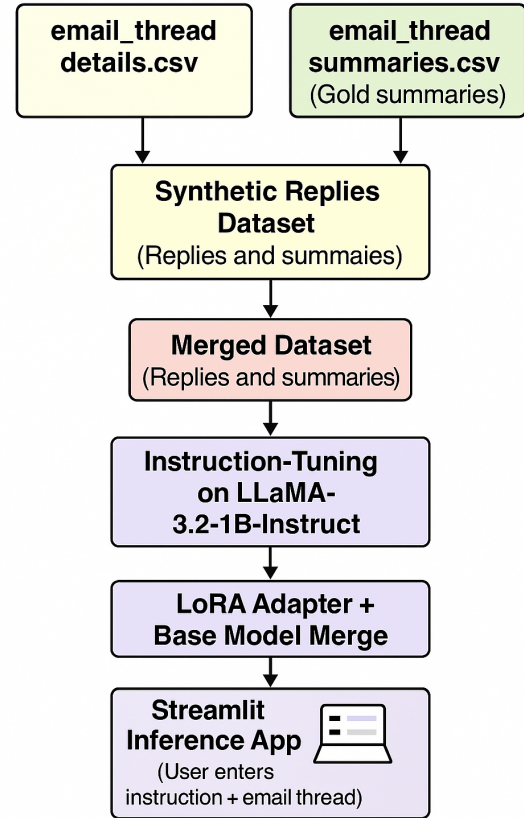 email_thread
details.csv
email_thread
summaries.csv
(Gold summaries)
Synthetic Replies
Dataset
(Replies and summaies)
Merged Dataset
(Replies and summaries)
Instruction-Tuning
on LLaMA-
3.2-1B-Instruct
LoRA Adapter +
Base Model Merge
Streamlit
Inference App
(User enters
instruction + email thread)